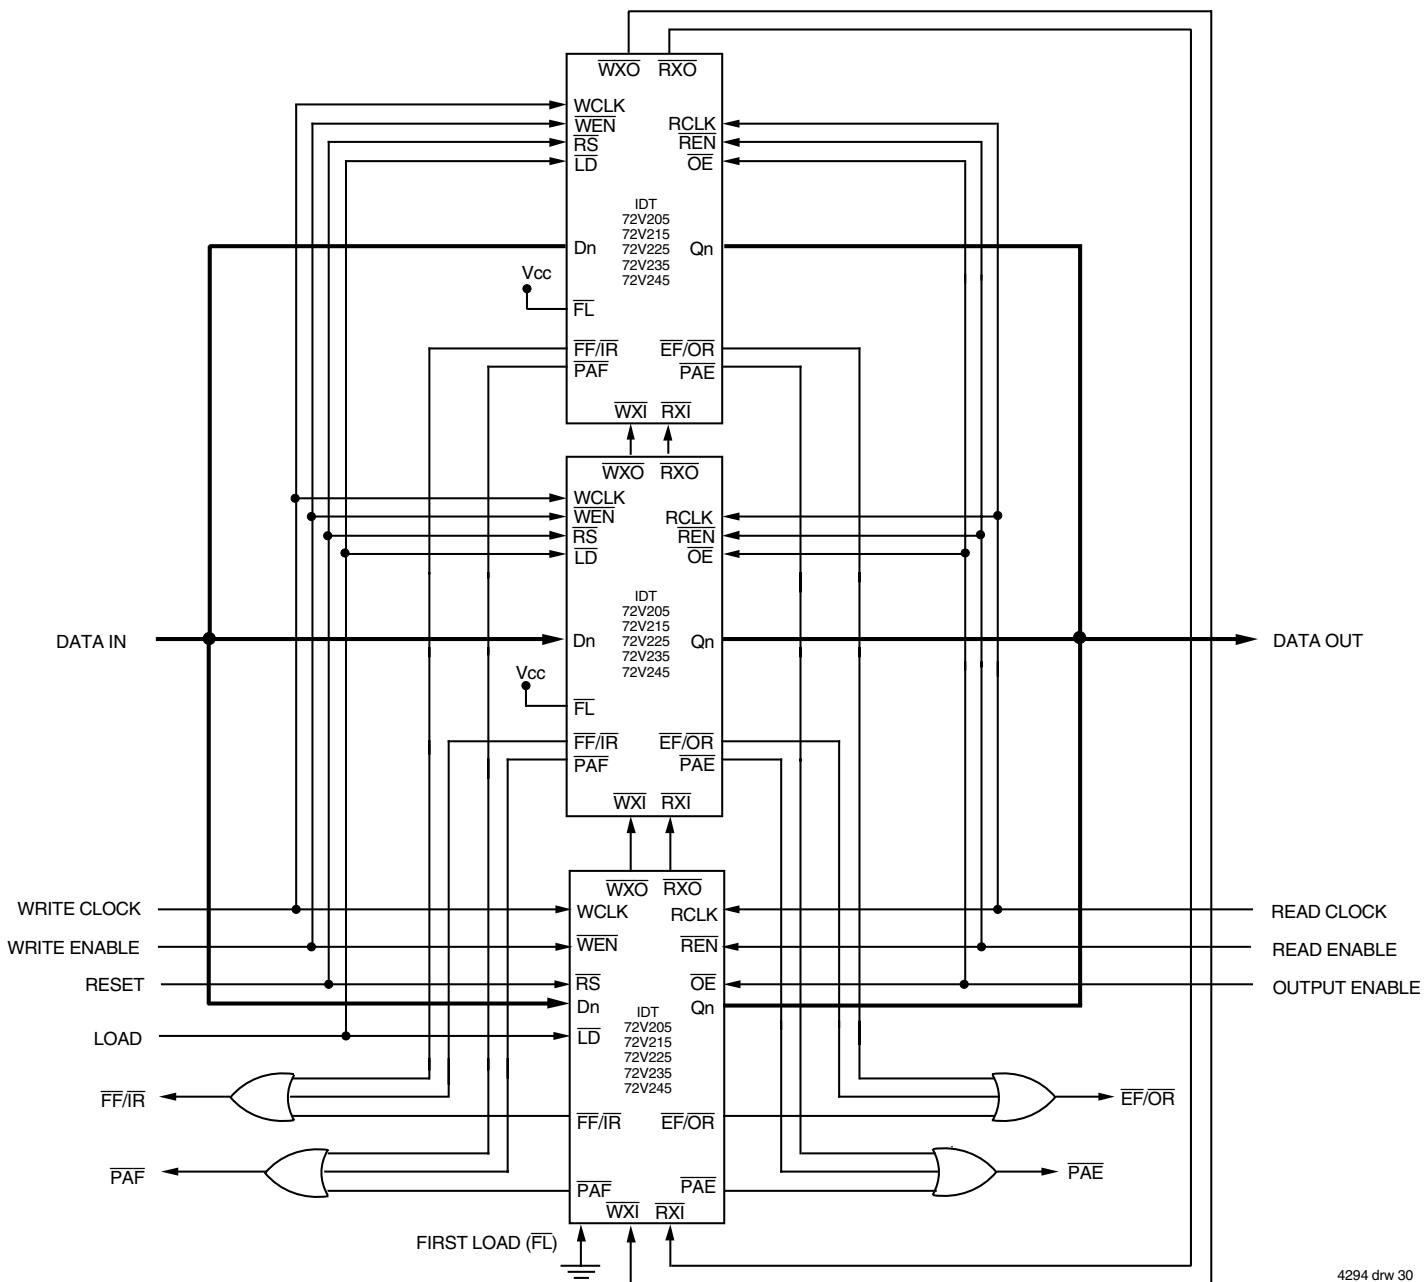 WXO RXO
WCLK
WEN
RS
LD
RCLK
REN
OE
IDT
72V205
72V215
72V225
72V235
72V245
Dn
Qn
Vcc
FL
FF/IR
PAF
EF/OR
PAE
WXI RXI
WXO RXO
WCLK
WEN
RS
LD
RCLK
REN
OE
IDT
72V205
72V215
72V225
72V235
72V245
DATA IN
Dn
Qn
DATA OUT
Vcc
FL
FF/IR
PAF
EF/OR
PAE
WXI RXI
WXO RXO
WRITE CLOCK
WCLK
RCLK
READ CLOCK
WRITE ENABLE
WEN
REN
READ ENABLE
RESET
RS
OE
OUTPUT ENABLE
Dn
Qn
LOAD
LD
IDT
72V205
72V215
72V225
72V235
72V245
FF/IR
FF/IR
EF/OR
EF/OR
PAF
PAF
PAE
PAE
WXI RXI
FIRST LOAD (FL)
4294 drw 30